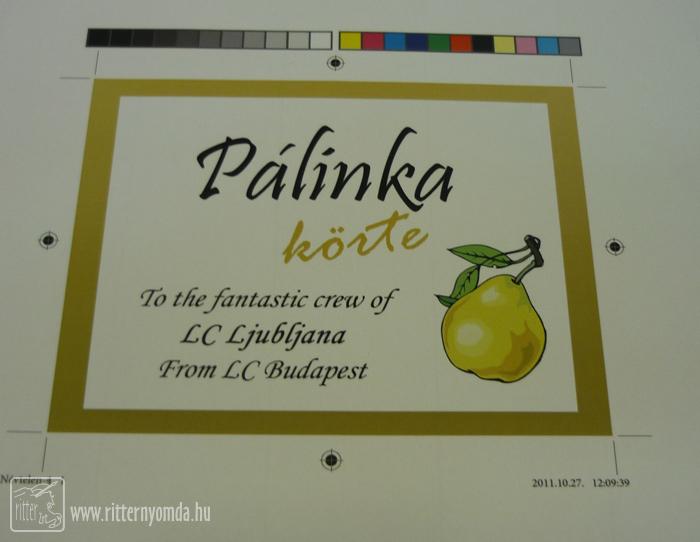 Pálinka
körte
To the fantastic crew of
LC Ljubljana
From LC Budapest
2011.10.27. 12:09:39
ritter
www.ritternyomda.hu